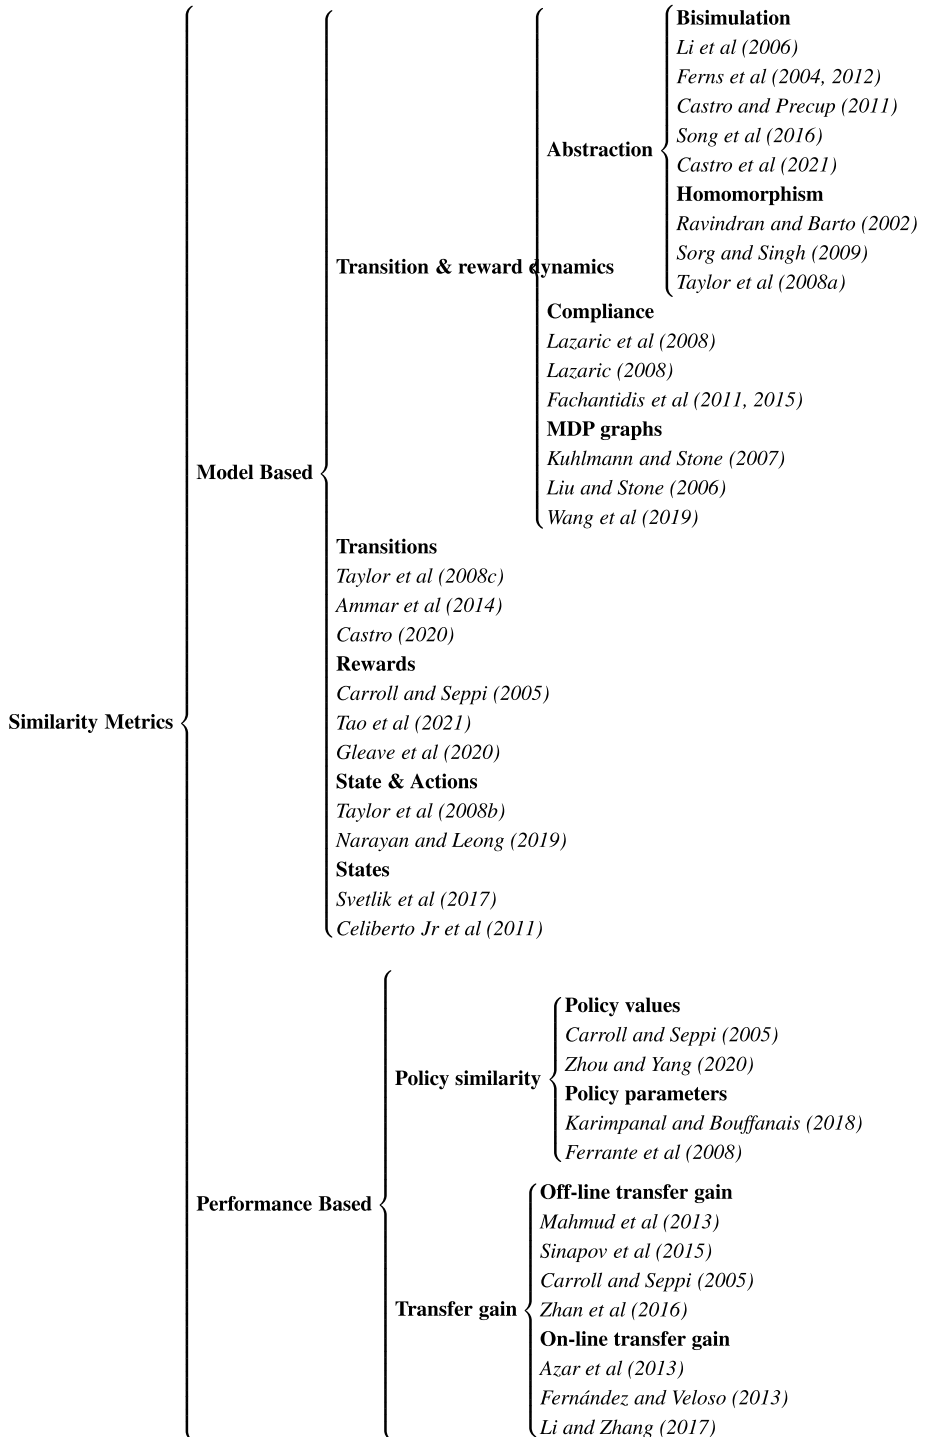 Similarity Metrics
Model Based
Transition & reward dynamics
Abstraction
Bisimulation
Li et al (2006)
Ferns et al (2004, 2012)
Castro and Precup (2011)
Song et al (2016)
Castro et al (2021)
Homomorphism
Ravindran and Barto (2002)
Sorg and Singh (2009)
Taylor et al (2008a)
Compliance
Lazaric et al (2008)
Lazaric (2008)
Fachantidis et al (2011, 2015)
MDP graphs
Kuhlmann and Stone (2007)
Liu and Stone (2006)
Wang et al (2019)
Transitions
Taylor et al (2008c)
Ammar et al (2014)
Castro (2020)
Rewards
Carroll and Seppi (2005)
Tao et al (2021)
Gleave et al (2020)
State & Actions
Taylor et al (2008b)
Narayan and Leong (2019)
States
Svetlik et al (2017)
Celiberto Jr et al (2011)
Performance Based
Policy similarity
Policy values
Carroll and Seppi (2005)
Zhou and Yang (2020)
Policy parameters
Karimpanal and Bouffanais (2018)
Ferrante et al (2008)
Transfer gain
Off-line transfer gain
Mahmud et al (2013)
Sinapov et al (2015)
Carroll and Seppi (2005)
Zhan et al (2016)
On-line transfer gain
Azar et al (2013)
Fernández and Veloso (2013)
Li and Zhang (2017)